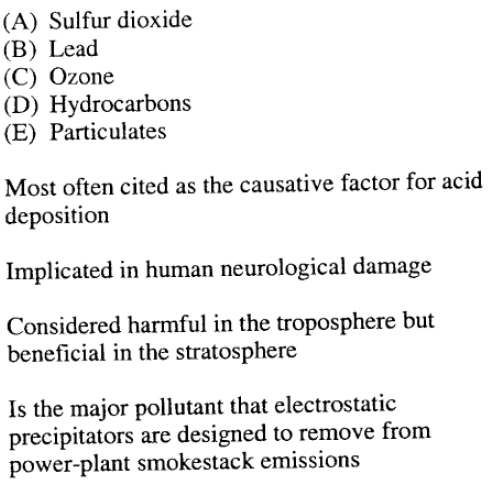 (A) Sulfur dioxide
(B) Lead
(C) Ozone
(D) Hydrocarbons
(E) Particulates
Most often cited as the causative factor for acid
deposition
Implicated in human neurological damage
Considered harmful in the troposphere but
beneficial in the stratosphere
Is the major pollutant that electrostatic
precipitators are designed to remove from
power-plant smokestack emissions